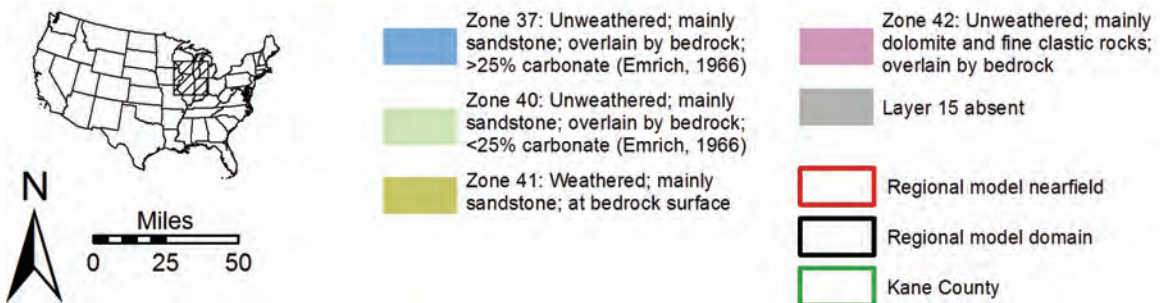 N
Miles
0 25 50
Zone 37: Unweathered; mainly
sandstone; overlain by bedrock;
>25% carbonate (Emrich, 1966)
Zone 40: Unweathered; mainly
sandstone; overlain by bedrock;
<25% carbonate (Emrich, 1966)
Zone 41: Weathered; mainly
sandstone; at bedrock surface
Zone 42: Unweathered; mainly
dolomite and fine clastic rocks;
overlain by bedrock
Layer 15 absent
Regional model nearfield
Regional model domain
Kane County